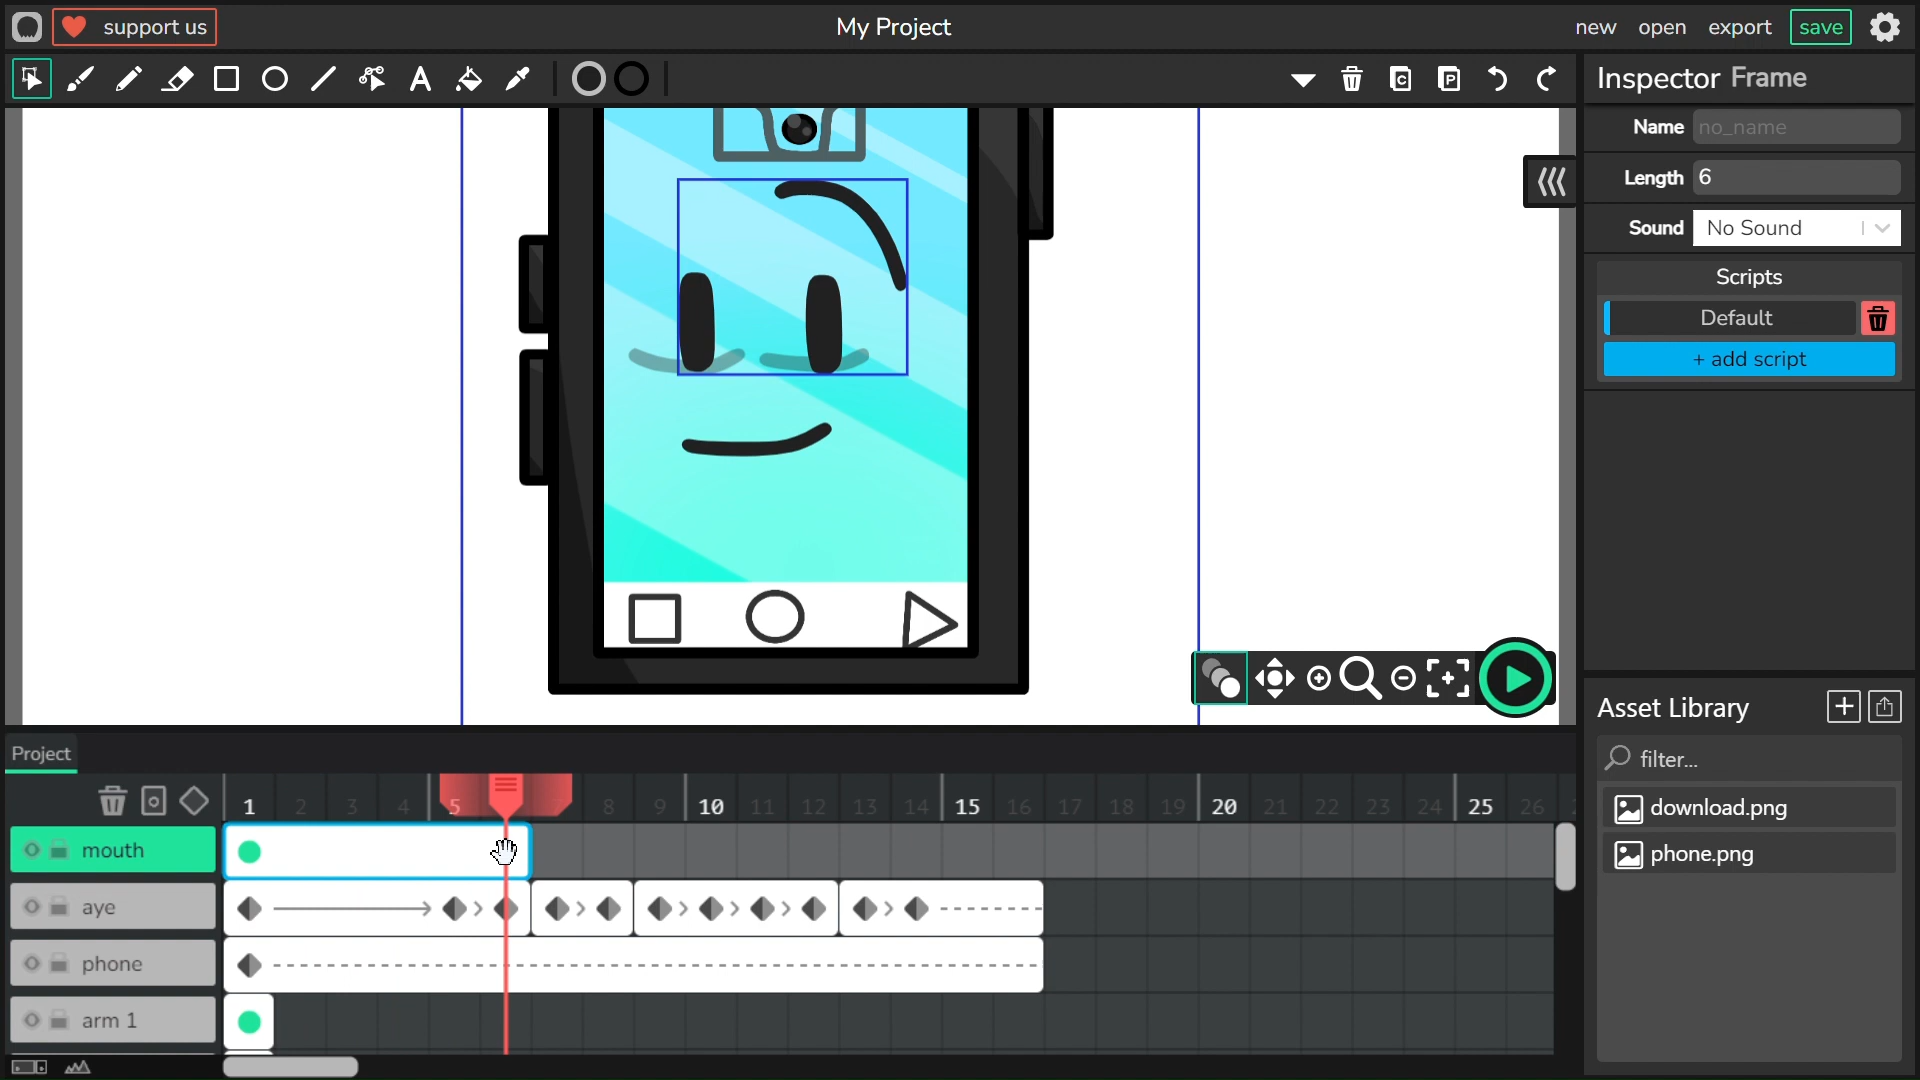 support us
My Project
new open export save
Inspector Frame
Name no_name
Length 6
Sound No Sound
Scripts
Default
+ add script
Project
1 2 3 4 5 8 9 10 11 12 13 14 15 16 17 18 19 20 21 22 23 24 25 26
mouth
aye
phone
arm 1
Asset Library
filter...
download.png
phone.png